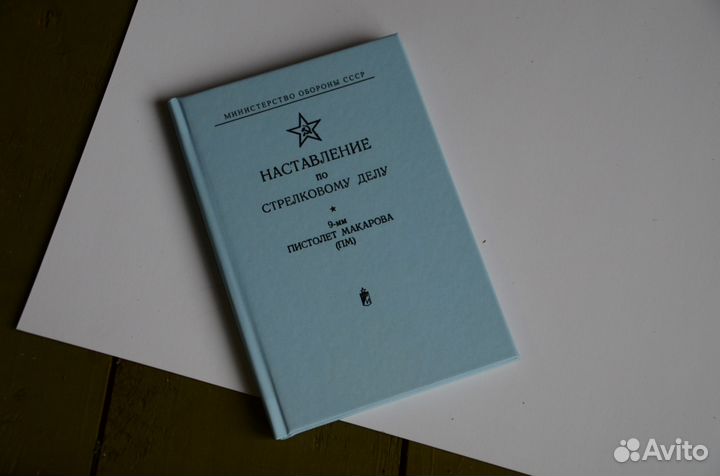 МИНИСТЕРСТВО ОБОРОНЫ СССР
НАСТАВЛЕНИЕ
ПО
СТРЕЛКОВОМУ ДЕЛУ
9-мм
ПИСТОЛЕТ МАКАРОВА
(ПМ)
Avito